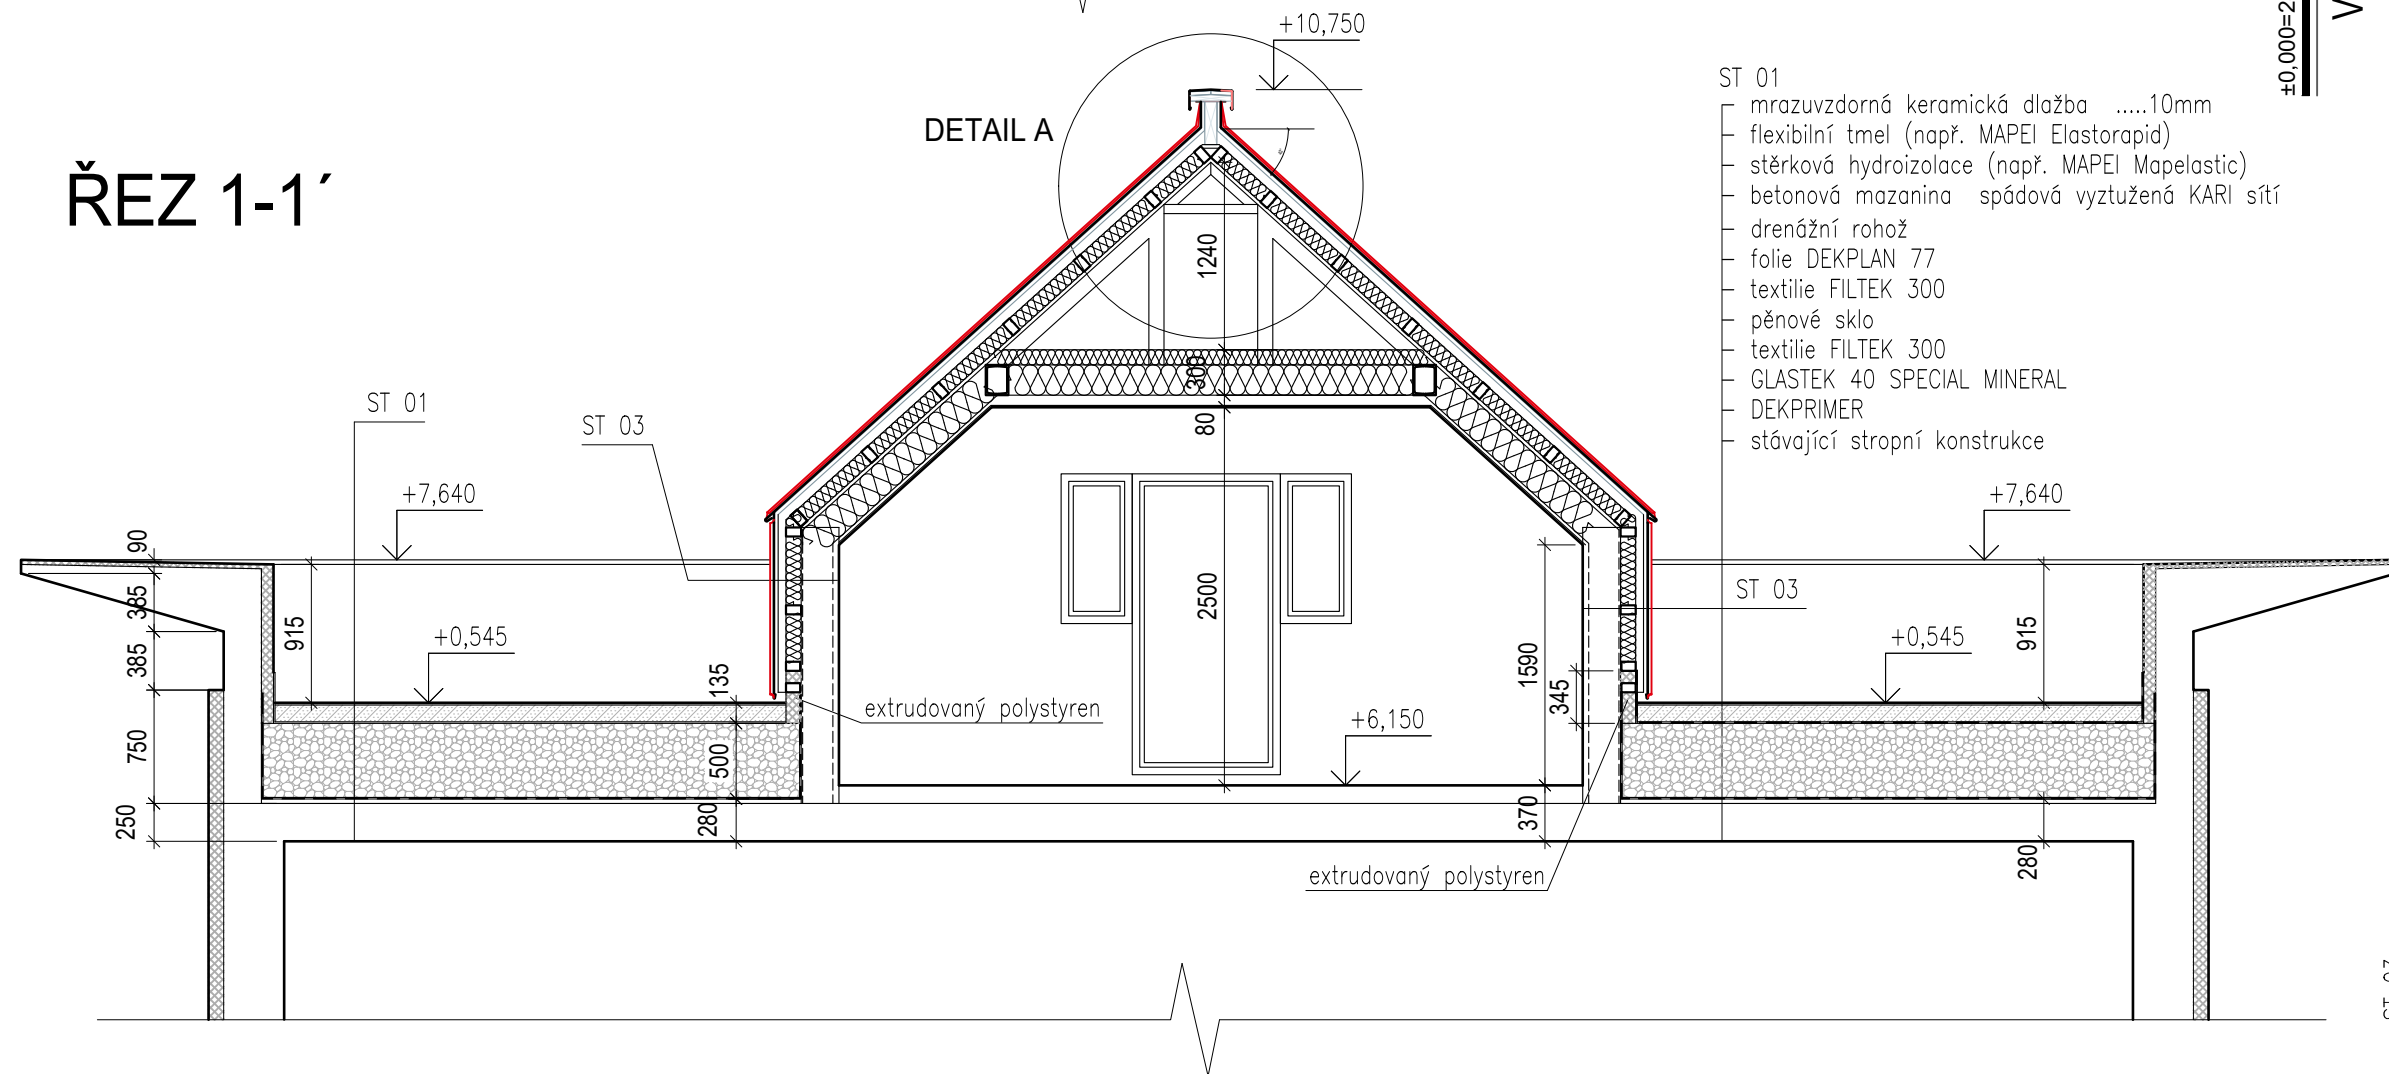 +10,750
±0,000=2
V
DETAIL A
ŘEZ 1-1´
ST 01
mrazuvzdorná keramická dlažba .....10mm
flexibilní tmel (např. MAPEI Elastorapid)
stěrková hydroizolace (např. MAPEI Mapelastic)
betonová mazanina spádová vyztužená KARI sítí
drenážní rohož
folie DEKPLAN 77
textilie FILTEK 300
pěnové sklo
textilie FILTEK 300
GLASTEK 40 SPECIAL MINERAL
DEKPRIMER
stávající stropní konstrukce
1240
300
80
2500
ST 01
ST 03
+7,640
+7,640
90
385
385
750
250
915
+0,545
135
500
280
extrudovaný polystyren
+6,150
1590
345
370
ST 03
+0,545
915
280
extrudovaný polystyren